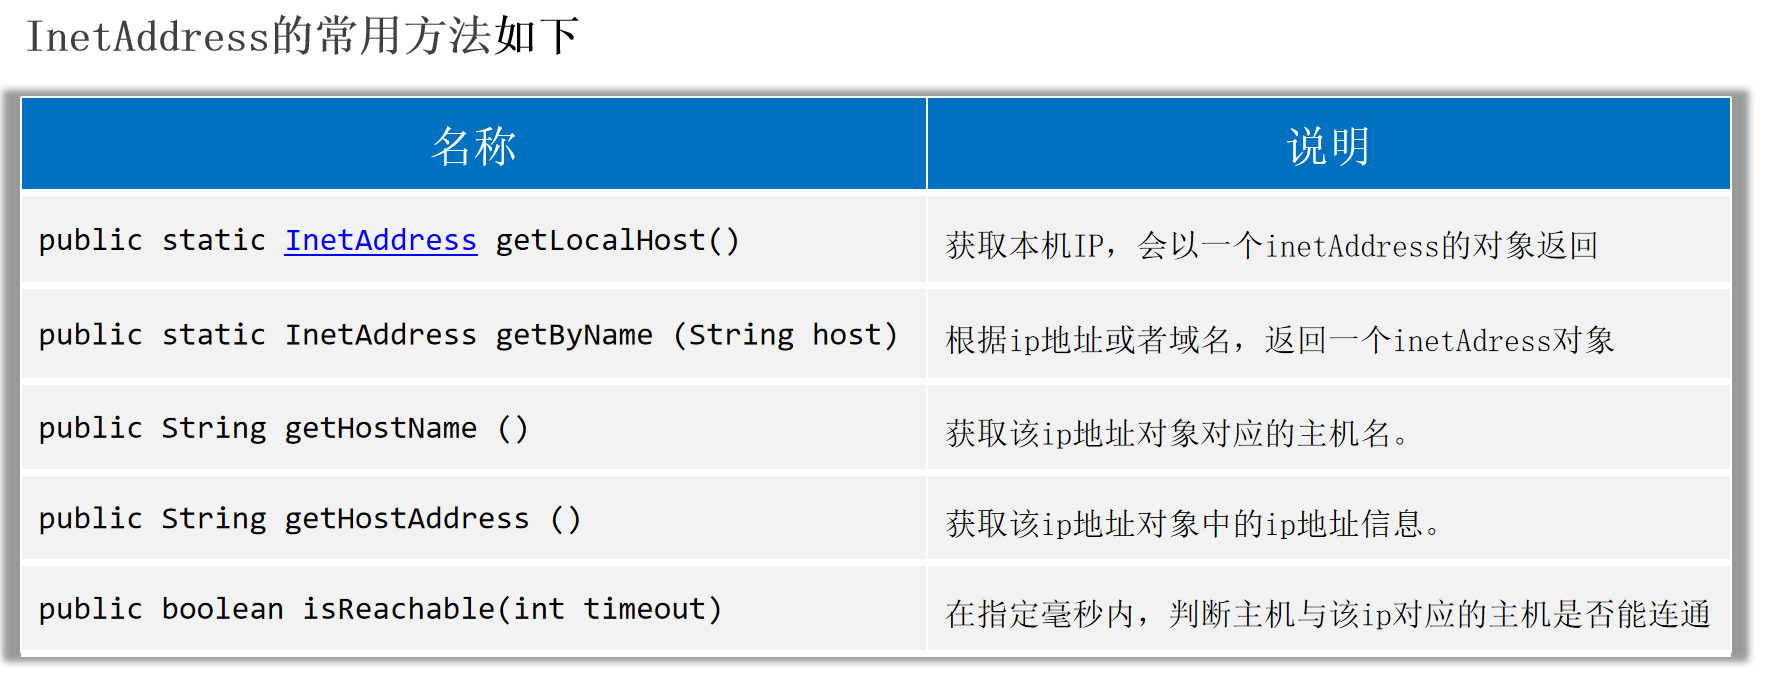 InetAddress的常用方法如下
名称 说明
public static InetAddress getLocalHost() 获取本机IP，会以一个inetAddress的对象返回
public static InetAddress getByName (String host) 根据ip地址或者域名，返回一个inetAdress对象
public String getHostName () 获取该ip地址对象对应的主机名。
public String getHostAddress () 获取该ip地址对象中的ip地址信息。
public boolean isReachable(int timeout) 在指定毫秒内，判断主机与该ip对应的主机是否能连通